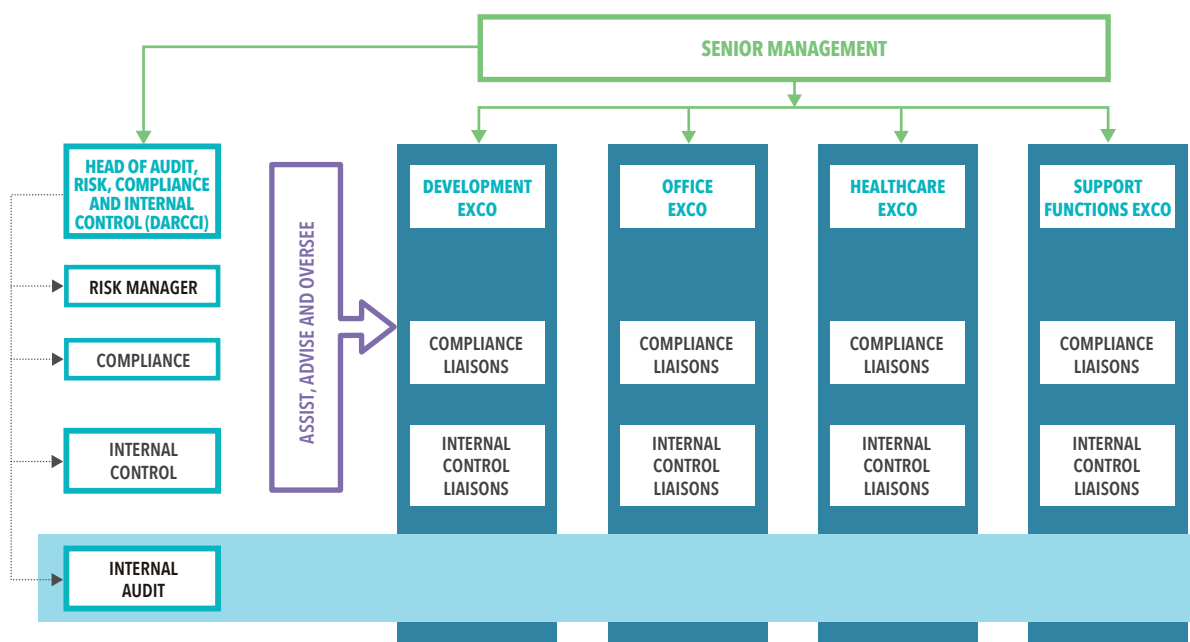 SENIOR MANAGEMENT
HEAD OF AUDIT,
RISK, COMPLIANCE
AND INTERNAL
CONTROL (DARCCI)
RISK MANAGER
COMPLIANCE
INTERNAL
CONTROL
INTERNAL
AUDIT
ASSIST, ADVISE AND OVERSEE
DEVELOPMENT
EXCO
COMPLIANCE
LIAISONS
INTERNAL
CONTROL
LIAISONS
OFFICE
EXCO
COMPLIANCE
LIAISONS
INTERNAL
CONTROL
LIAISONS
HEALTHCARE
EXCO
COMPLIANCE
LIAISONS
INTERNAL
CONTROL
LIAISONS
SUPPORT
FUNCTIONS EXCO
COMPLIANCE
LIAISONS
INTERNAL
CONTROL
LIAISONS